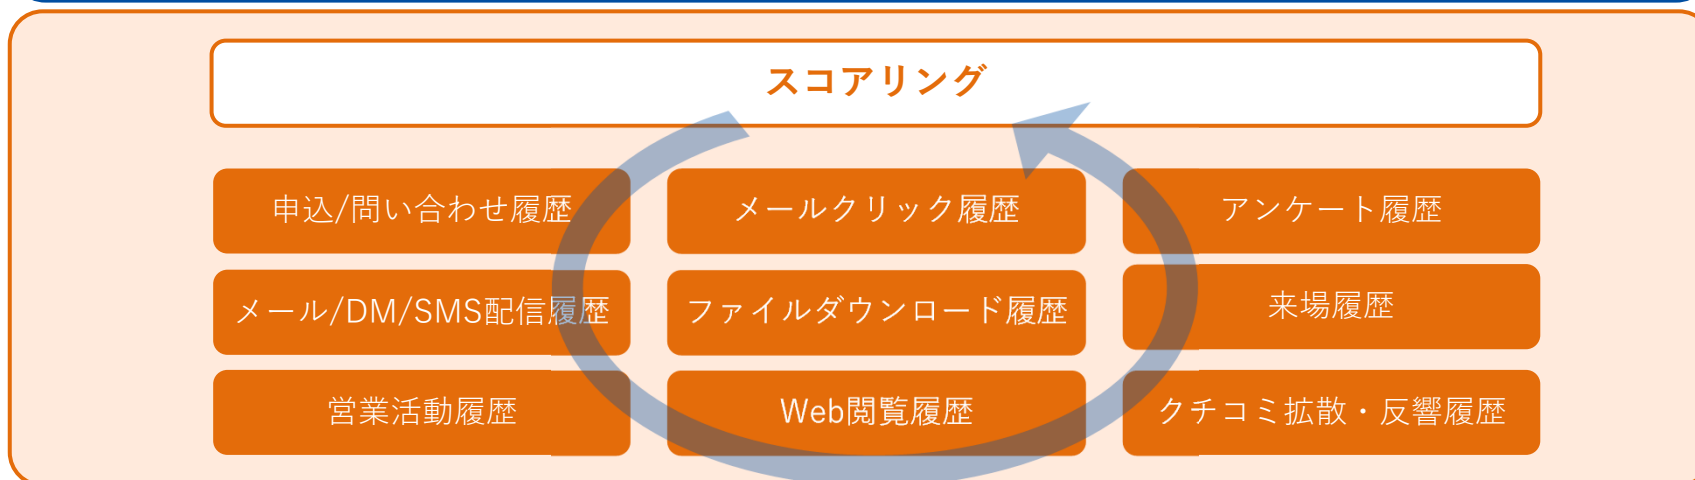 スコアリング
申込/問い合わせ履歴
メールクリック履歴
アンケート履歴
メール/DM/SMS配信履歴
ファイルダウンロード履歴
来場履歴
営業活動履歴
Web閲覧履歴
クチコミ拡散・反響履歴